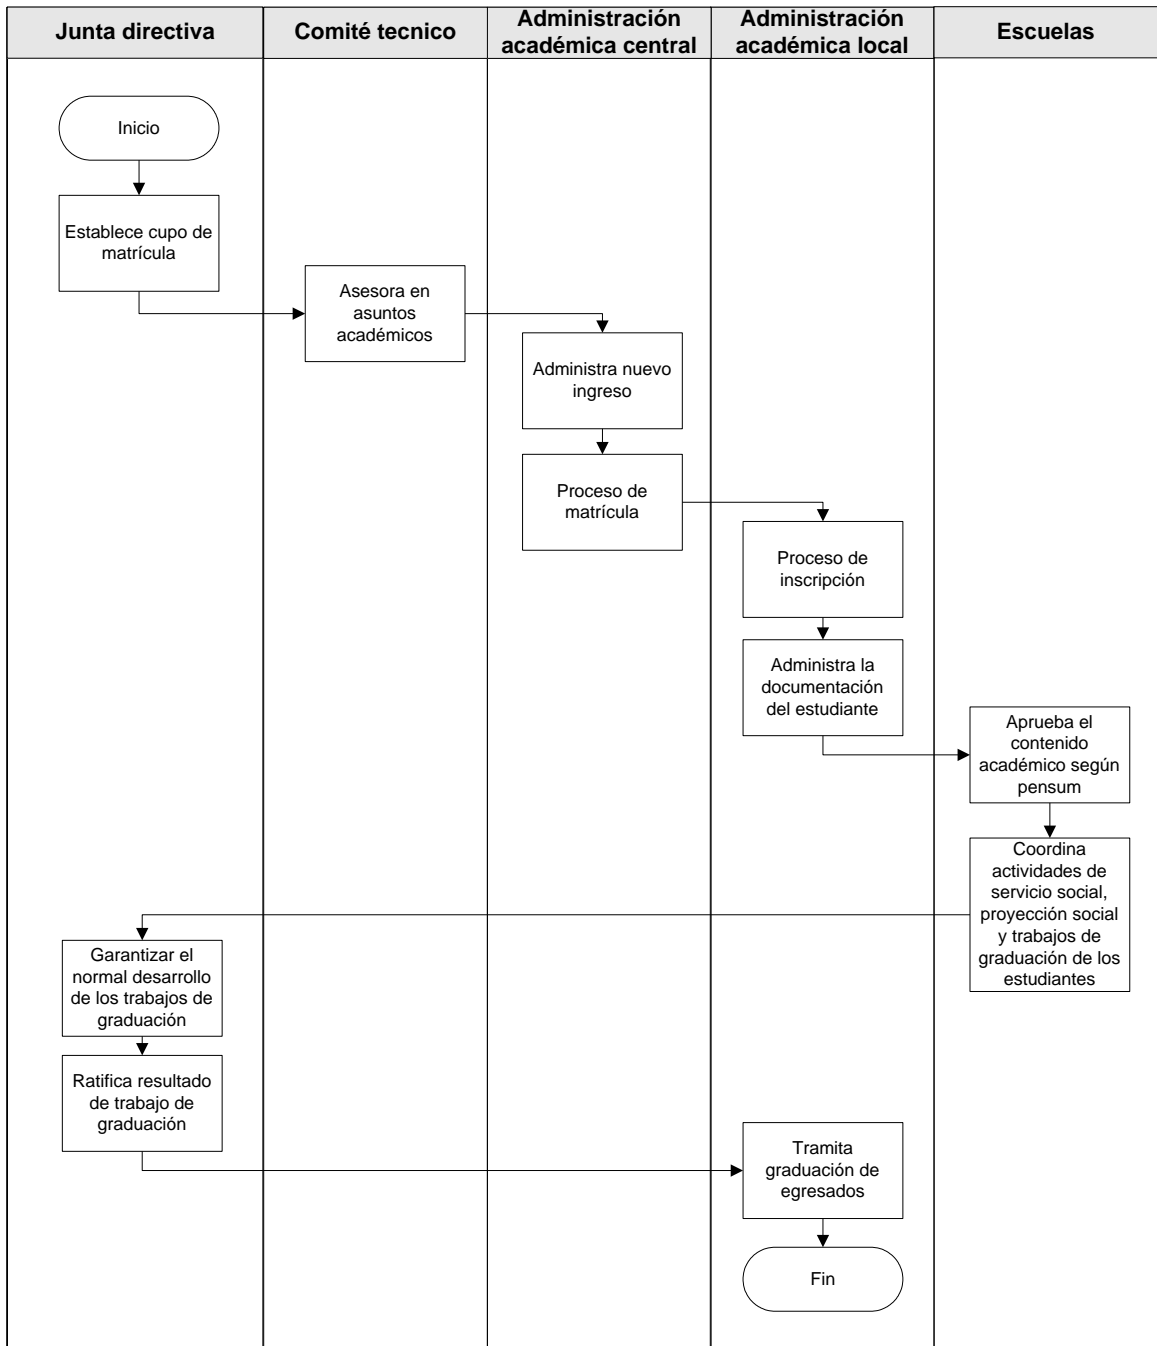 Junta directiva
Comité tecnico
Administración
académica central
Administración
académica local
Escuelas
Inicio
Establece cupo de
matrícula
Asesora en
asuntos
académicos
Administra nuevo
ingreso
Proceso de
matrícula
Proceso de
inscripción
Administra la
documentación
del estudiante
Aprueba el
contenido
académico según
pensum
Coordina
actividades de
servicio social,
proyección social
y trabajos de
graduación de los
estudiantes
Garantizar el
normal desarrollo
de los trabajos de
graduación
Ratifica resultado
de trabajo de
graduación
Tramita
graduación de
egresados
Fin